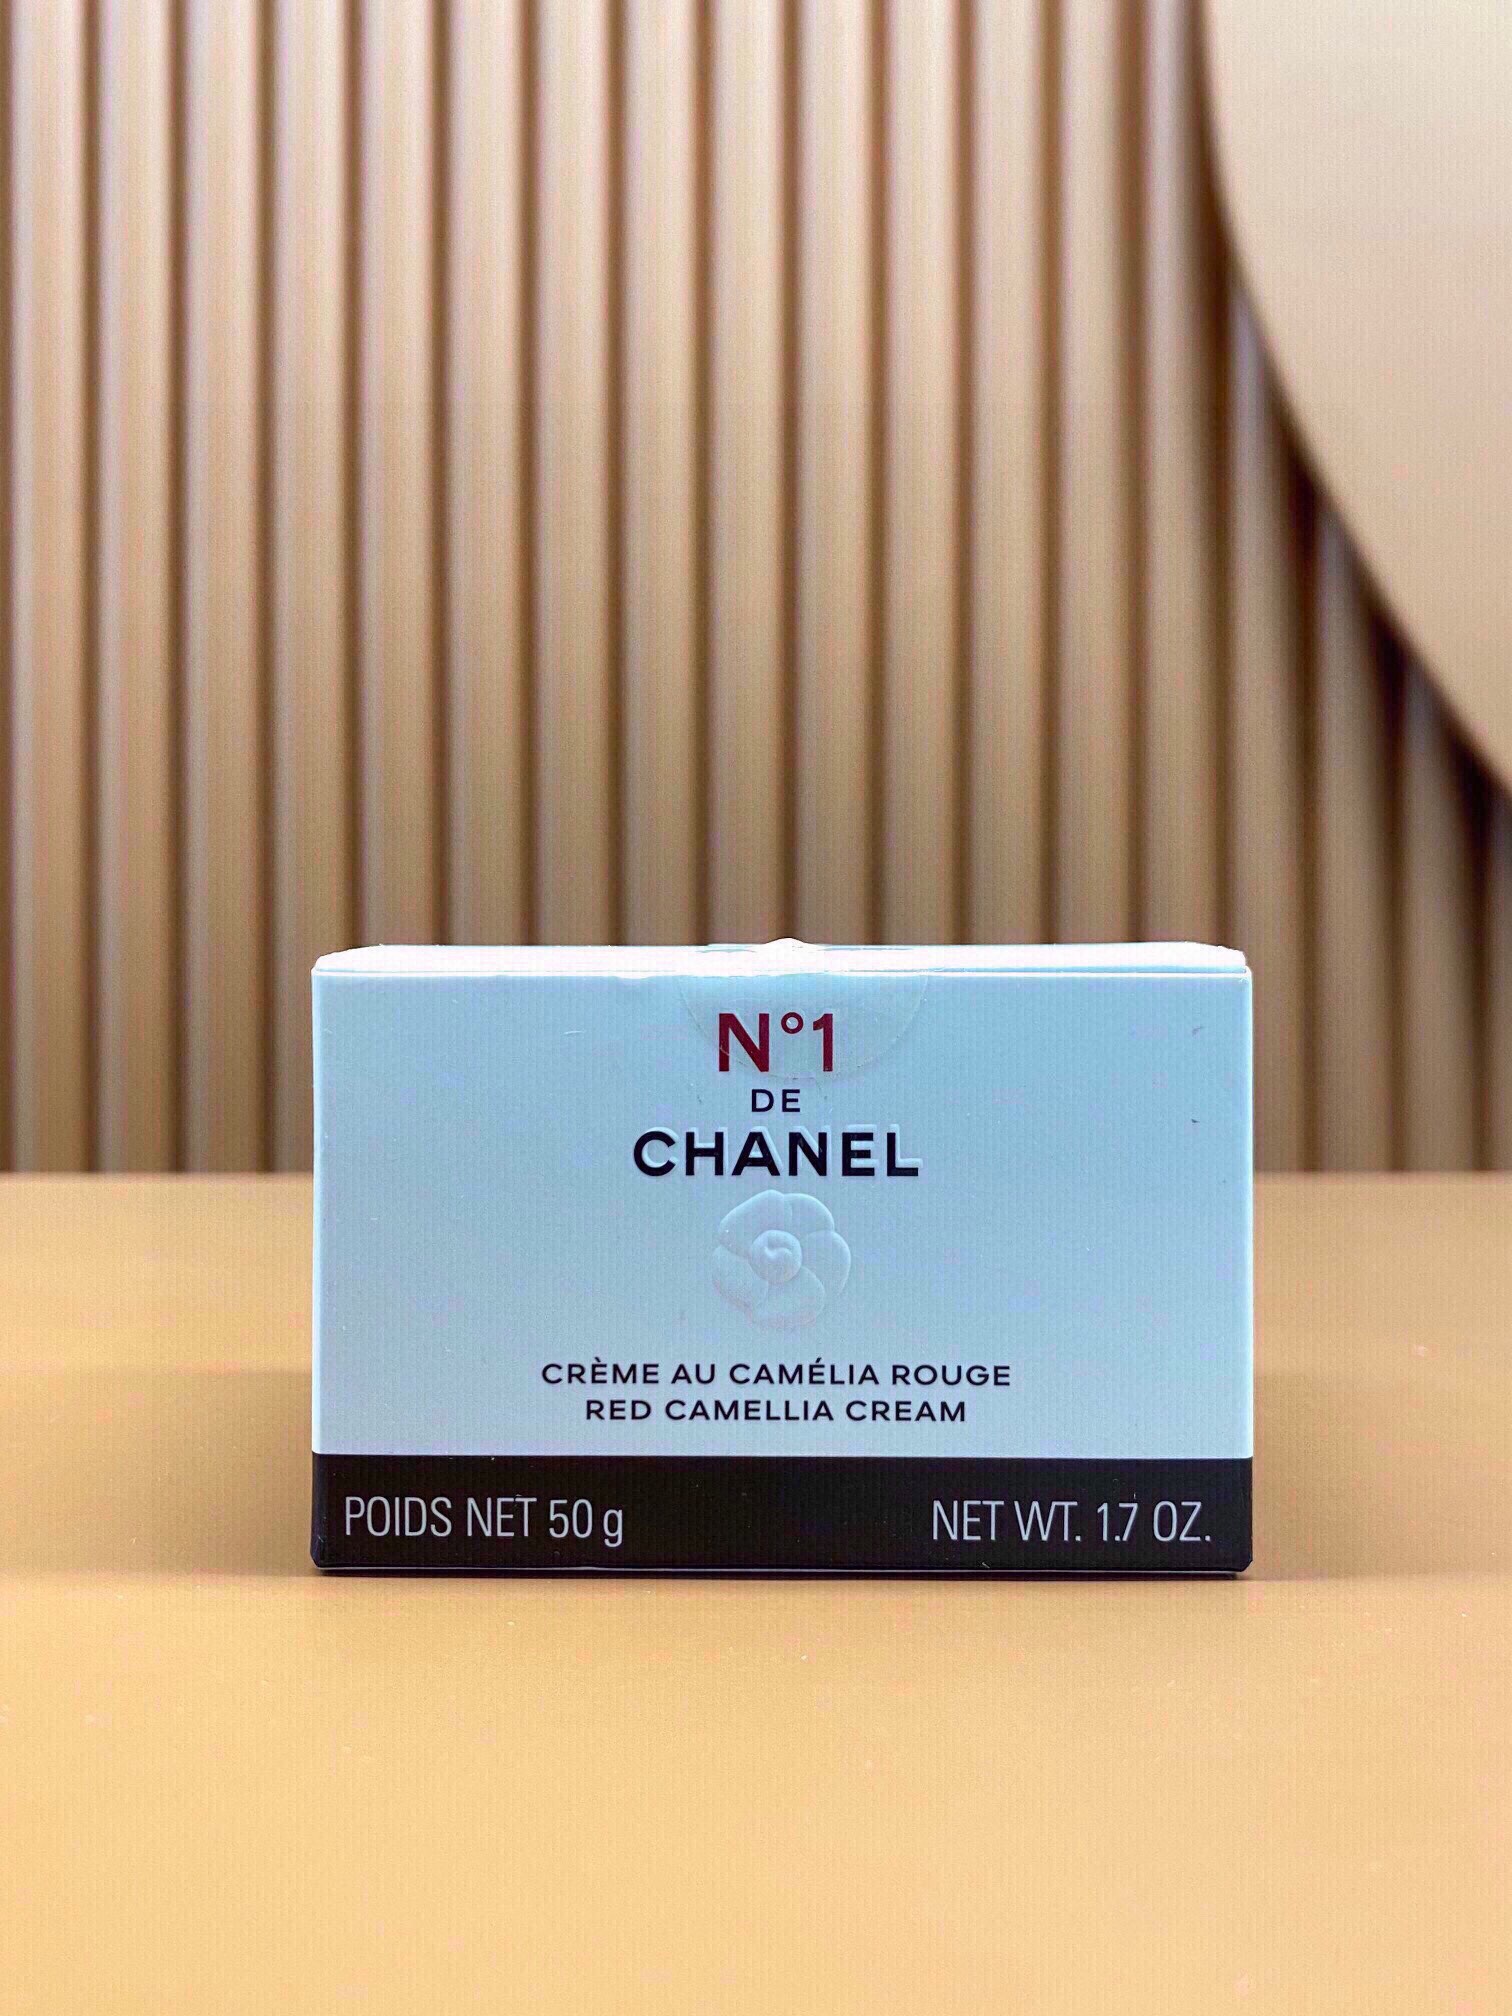 N°1
DE
CHANEL
CRÈME AU CAMÉLIA ROUGE
RED CAMELLIA CREAM
POIDS NET 50 g
NET WT. 1.7 OZ.